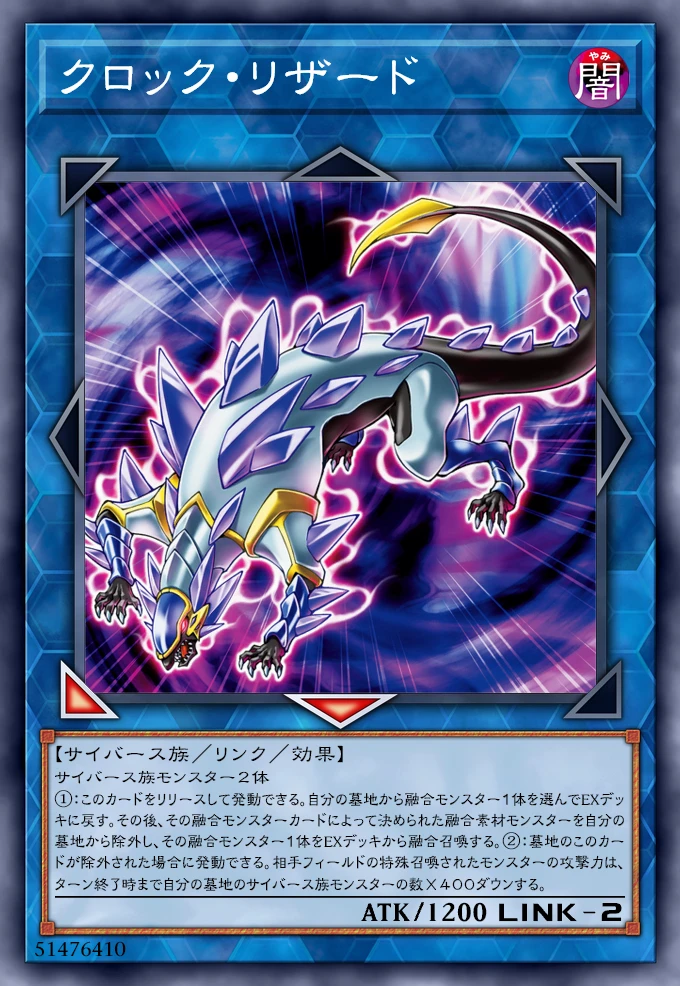 クロック・リザード
やみ
闇
【サイバース族／リンク／効果】
サイバース族モンスター２体
①：このカードをリリースして発動できる。自分の墓地から融合モンスター１体を選んでEXデッ
キに戻す。その後、その融合モンスターカードによって決められた融合素材モンスターを自分の
墓地から除外し、その融合モンスター１体をEXデッキから融合召喚する。②：墓地のこのカー
ドが除外された場合に発動できる。相手フィールドの特殊召喚されたモンスターの攻撃力は、
ターン終了時まで自分の墓地のサイバース族モンスターの数×４００ダウンする。
ATK/1200 LINK-2
51476410